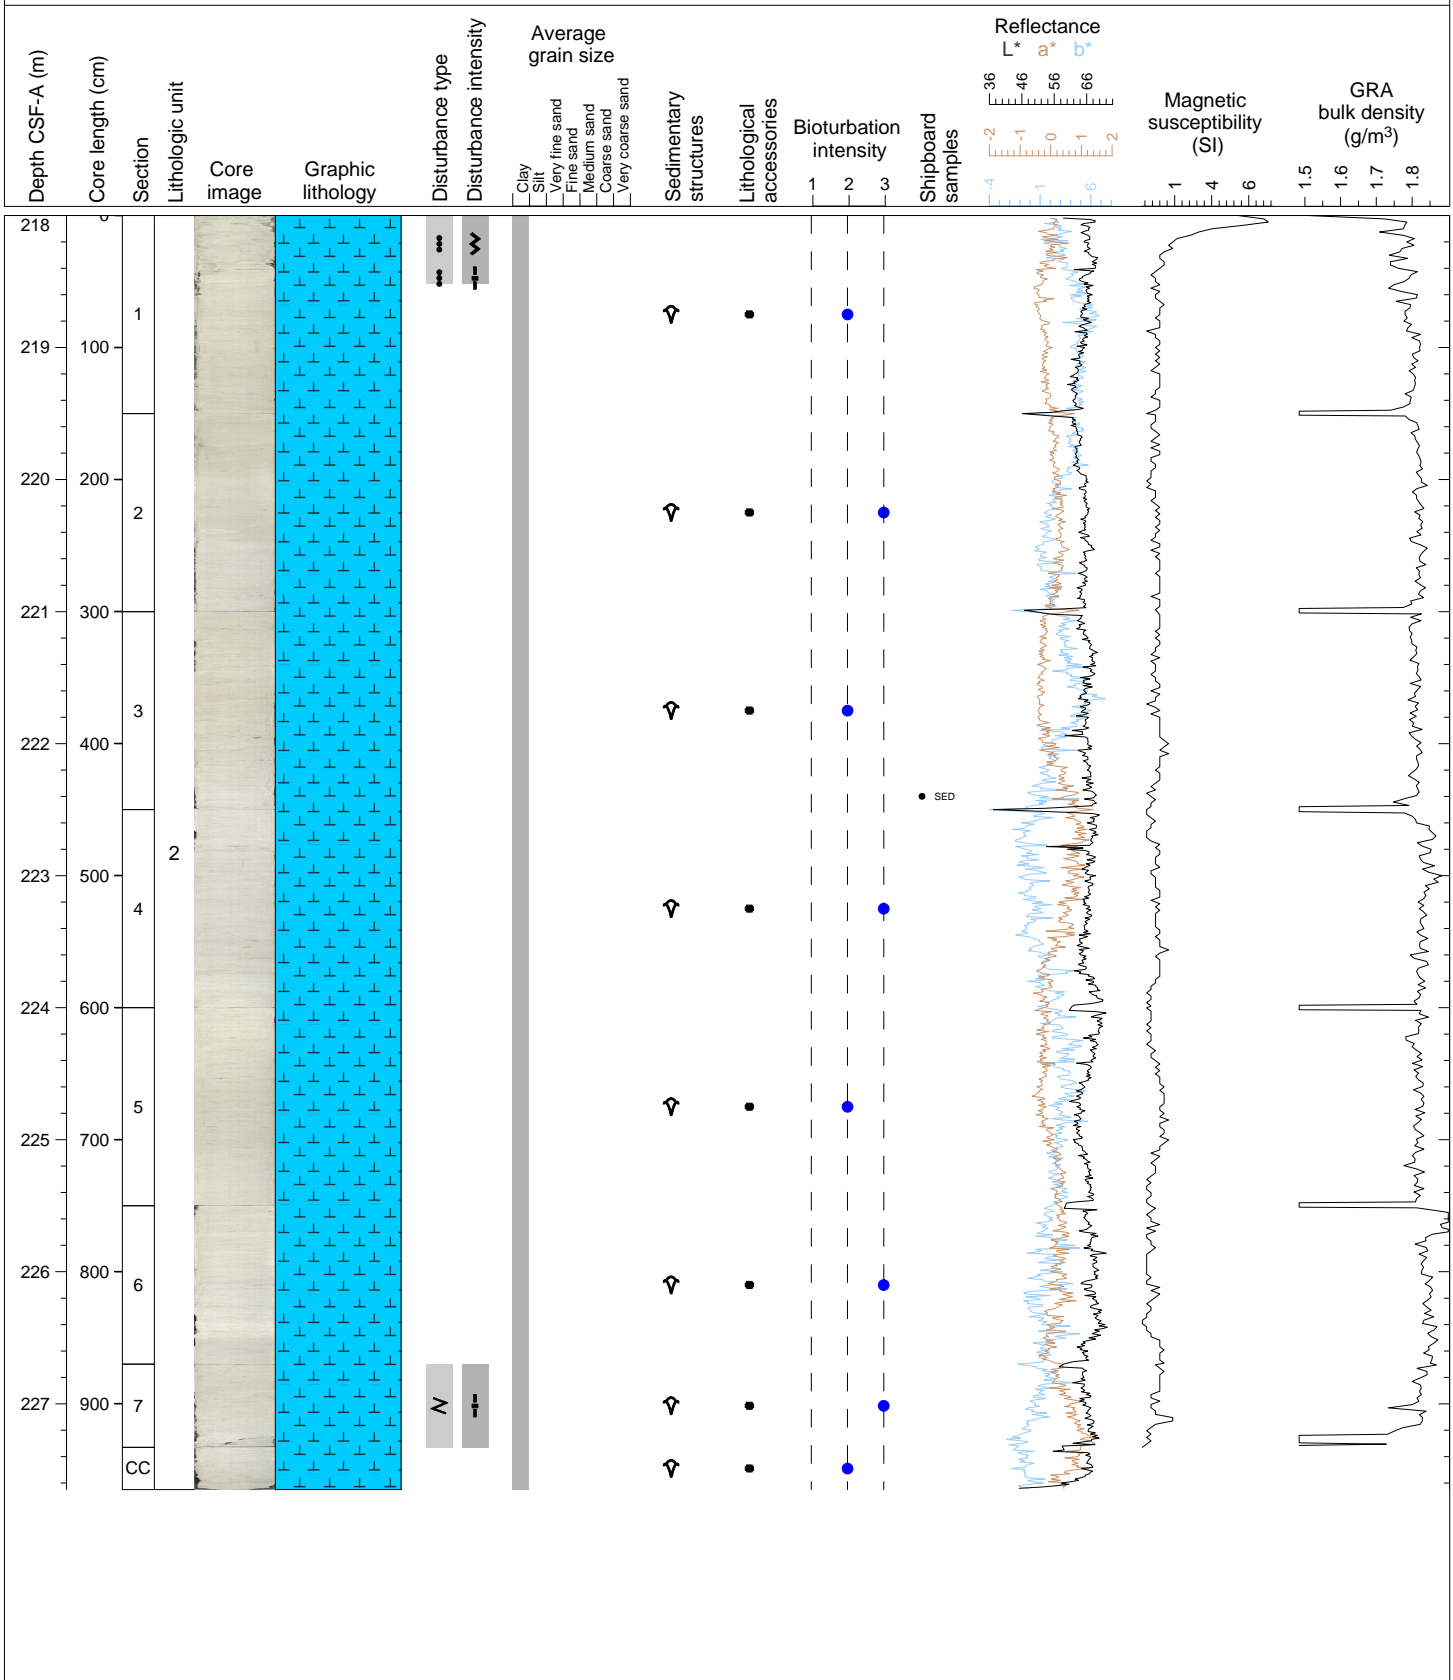 Depth CSF-A (m)
Core length (cm)
Section
Lithologic unit
Core
image
Graphic
lithology
Disturbance type
Disturbance intensity
Average
grain size
Clay
Silt
Very fine sand
Fine sand
Medium sand
Coarse sand
Very coarse sand
Sedimentary
structures
Lithological
accessories
Bioturbation
intensity
1 2 3
Shipboard
samples
Reflectance
L* a* b*
36 46 56 66
-2 -1 0 1 2
-4 1 6
Magnetic
susceptibility
(SI)
1 4 6
GRA
bulk density
(g/m³)
1.5 1.6 1.7 1.8
0
218
1
219 100
220 200
2
221 300
3
222 400
SED
2
223 500
4
224 600
5
225 700
226 800
6
227 900
7
CC